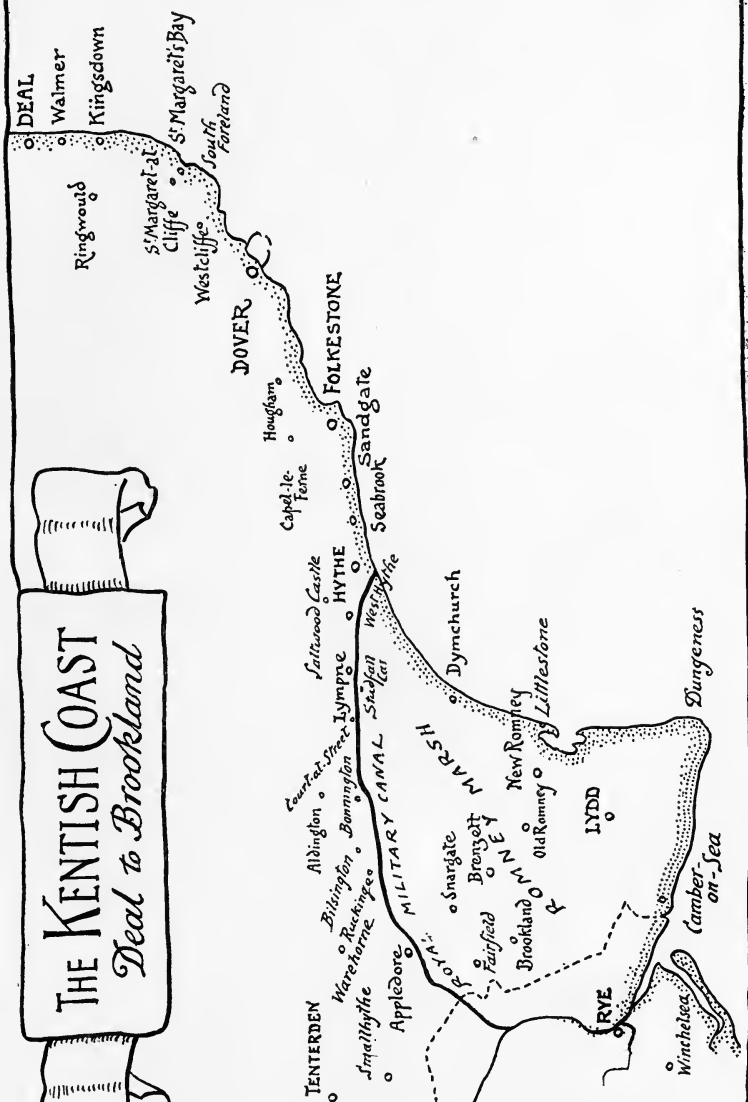 THE KENTISH COAST
Deal to Brookland
DEAL
Walmer
Kingsdown
Ringwould
St Margaret's Bay
St Margaret-at
Cliffe
South
Foreland
Westcliffe
DOVER
Hougham
Capel-le-
Ferne
FOLKESTONE
Sandgate
Seabrook
Saltwood Castle
HYTHE
West Hythe
Lympne
Studfall
Cas
Court-at-Street
Aldington
Bonnington
Bilsington
Ruckinge
Warehorne
TENTERDEN
Smallhythe
Appledore
ROYAL MILITARY CANAL
ROMNEY MARSH
Dymchurch
Littlestone
New Romney
Old Romney
Snargate
Brenzett
Fairfield
Brookland
LYDD
Dungeness
Camber-
on-Sea
RYE
Winchelsea